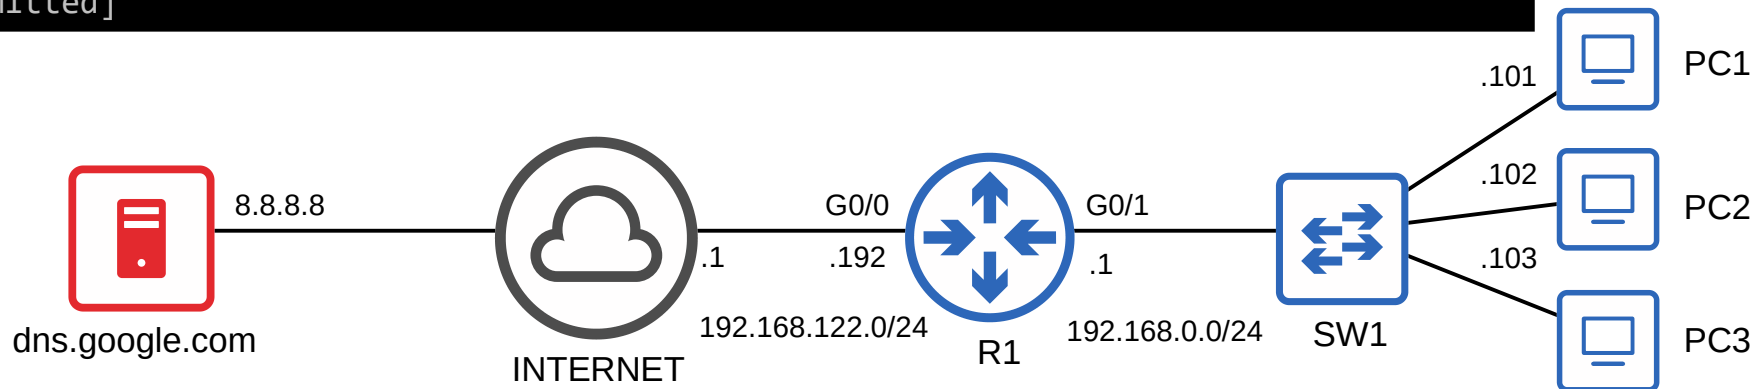 PC1
.101
.102
PC2
8.8.8.8
G0/0
G0/1
.1
.192
.1
.103
192.168.122.0/24
192.168.0.0/24
SW1
dns.google.com
R1
PC3
INTERNET